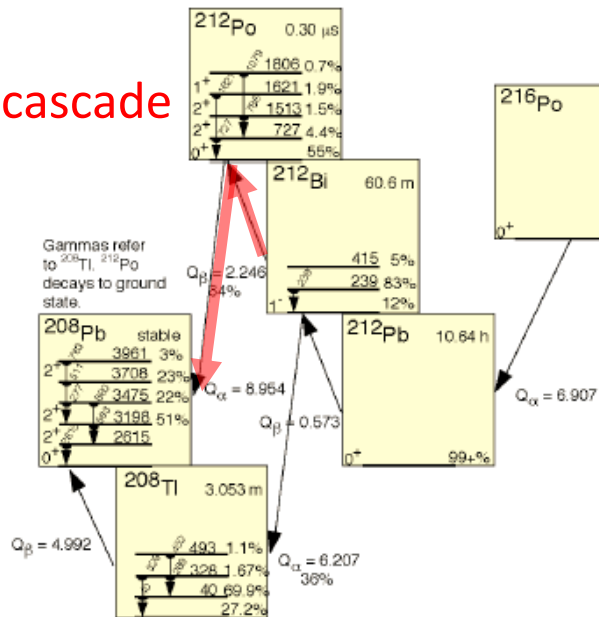 cascade
212Po 0.30 μs
1806 0.7%
1+ 1621 1.9%
2+ 1513 1.5%
2+ 727 4.4%
0+ 55%
216Po
0+
212Bi 60.6 m
415 5%
239 83%
1- 12%
239
Gammas refer
to 208Tl. 212Po
decays to ground
state.
Qβ = 2.246
64%
208Pb stable
3961 3%
2+ 3708 23%
3475 22%
2+ 3198 51%
2+ 2615
0+
Qα = 8.954
212Pb 10.64 h
0+ 99+%
Qα = 6.907
Qβ = 0.573
208Tl 3.053 m
493 1.1%
328 1.67%
40 69.9%
27.2%
Qβ = 4.992
Qα = 6.207
36%